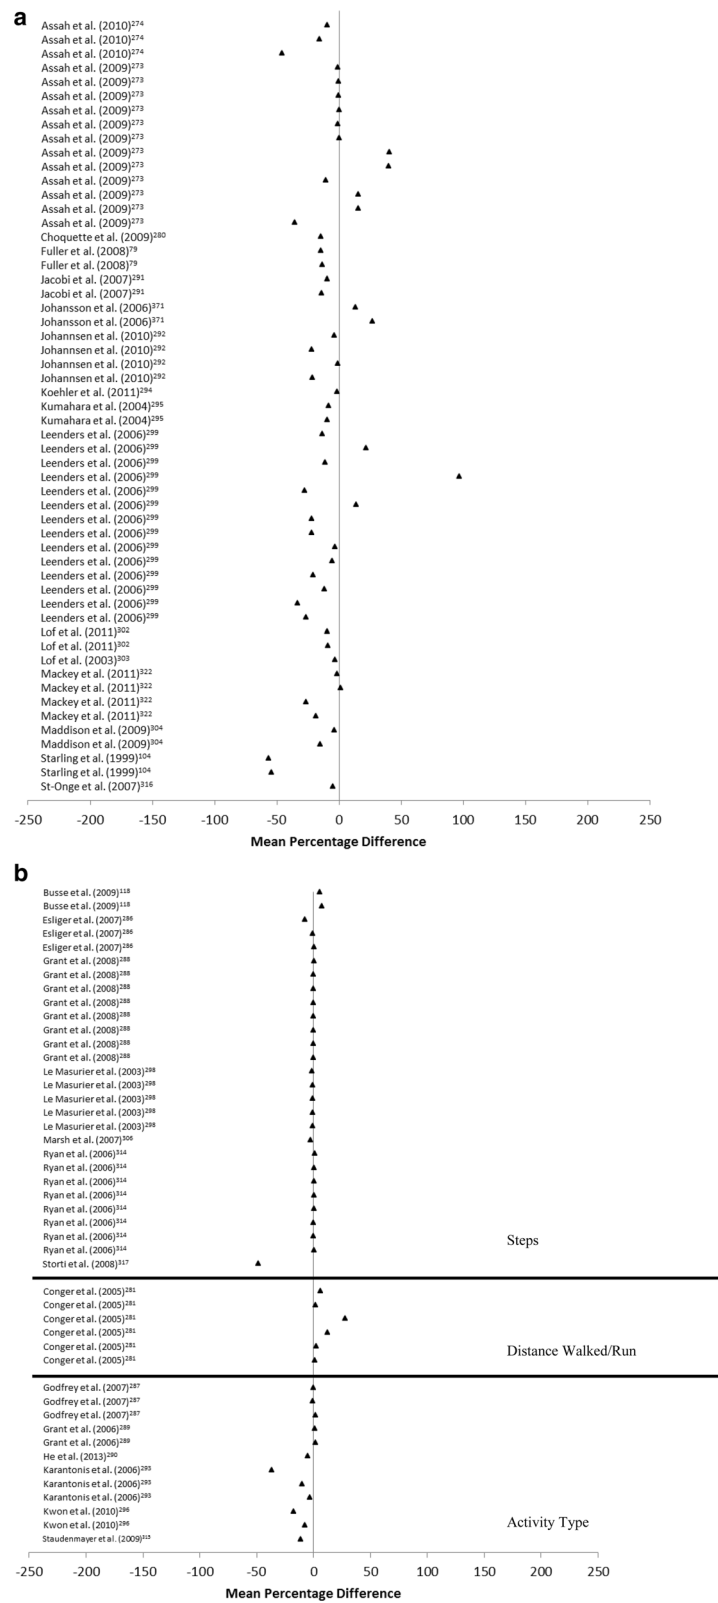 a
Assah et al. (2010)274
Assah et al. (2010)274
Assah et al. (2010)274
Assah et al. (2009)273
Assah et al. (2009)273
Assah et al. (2009)273
Assah et al. (2009)273
Assah et al. (2009)273
Assah et al. (2009)273
Assah et al. (2009)273
Assah et al. (2009)273
Assah et al. (2009)273
Assah et al. (2009)273
Assah et al. (2009)273
Assah et al. (2009)273
Choquette et al. (2009)280
Fuller et al. (2008)79
Fuller et al. (2008)79
Jacobi et al. (2007)291
Jacobi et al. (2007)291
Johansson et al. (2006)371
Johansson et al. (2006)371
Johannsen et al. (2010)292
Johannsen et al. (2010)292
Johannsen et al. (2010)292
Johannsen et al. (2010)292
Koehler et al. (2011)294
Kumahara et al. (2004)295
Kumahara et al. (2004)295
Leenders et al. (2006)299
Leenders et al. (2006)299
Leenders et al. (2006)299
Leenders et al. (2006)299
Leenders et al. (2006)299
Leenders et al. (2006)299
Leenders et al. (2006)299
Leenders et al. (2006)299
Leenders et al. (2006)299
Leenders et al. (2006)299
Leenders et al. (2006)299
Leenders et al. (2006)299
Leenders et al. (2006)299
Leenders et al. (2006)299
Lof et al. (2011)302
Lof et al. (2011)302
Lof et al. (2003)303
Mackey et al. (2011)322
Mackey et al. (2011)322
Mackey et al. (2011)322
Mackey et al. (2011)322
Maddison et al. (2009)304
Maddison et al. (2009)304
Starling et al. (1999)104
Starling et al. (1999)104
St-Onge et al. (2007)316
-250 -200 -150 -100 -50 0 50 100 150 200 250
Mean Percentage Difference
b
Busse et al. (2009)118
Busse et al. (2009)118
Esliger et al. (2007)286
Esliger et al. (2007)286
Esliger et al. (2007)286
Grant et al. (2008)288
Grant et al. (2008)288
Grant et al. (2008)288
Grant et al. (2008)288
Grant et al. (2008)288
Grant et al. (2008)288
Grant et al. (2008)288
Grant et al. (2008)288
Le Masurier et al. (2003)298
Le Masurier et al. (2003)298
Le Masurier et al. (2003)298
Le Masurier et al. (2003)298
Le Masurier et al. (2003)298
Marsh et al. (2007)306
Ryan et al. (2006)314
Ryan et al. (2006)314
Ryan et al. (2006)314
Ryan et al. (2006)314
Ryan et al. (2006)314
Ryan et al. (2006)314
Ryan et al. (2006)314
Ryan et al. (2006)314
Storti et al. (2008)317
Steps
Conger et al. (2005)281
Conger et al. (2005)281
Conger et al. (2005)281
Conger et al. (2005)281
Conger et al. (2005)281
Conger et al. (2005)281
Distance Walked/Run
Godfrey et al. (2007)287
Godfrey et al. (2007)287
Godfrey et al. (2007)287
Grant et al. (2006)289
Grant et al. (2006)289
He et al. (2013)290
Karantonis et al. (2006)293
Karantonis et al. (2006)293
Karantonis et al. (2006)293
Kwon et al. (2010)296
Kwon et al. (2010)296
Staudenmayer et al. (2009)315
Activity Type
-250 -200 -150 -100 -50 0 50 100 150 200 250
Mean Percentage Difference